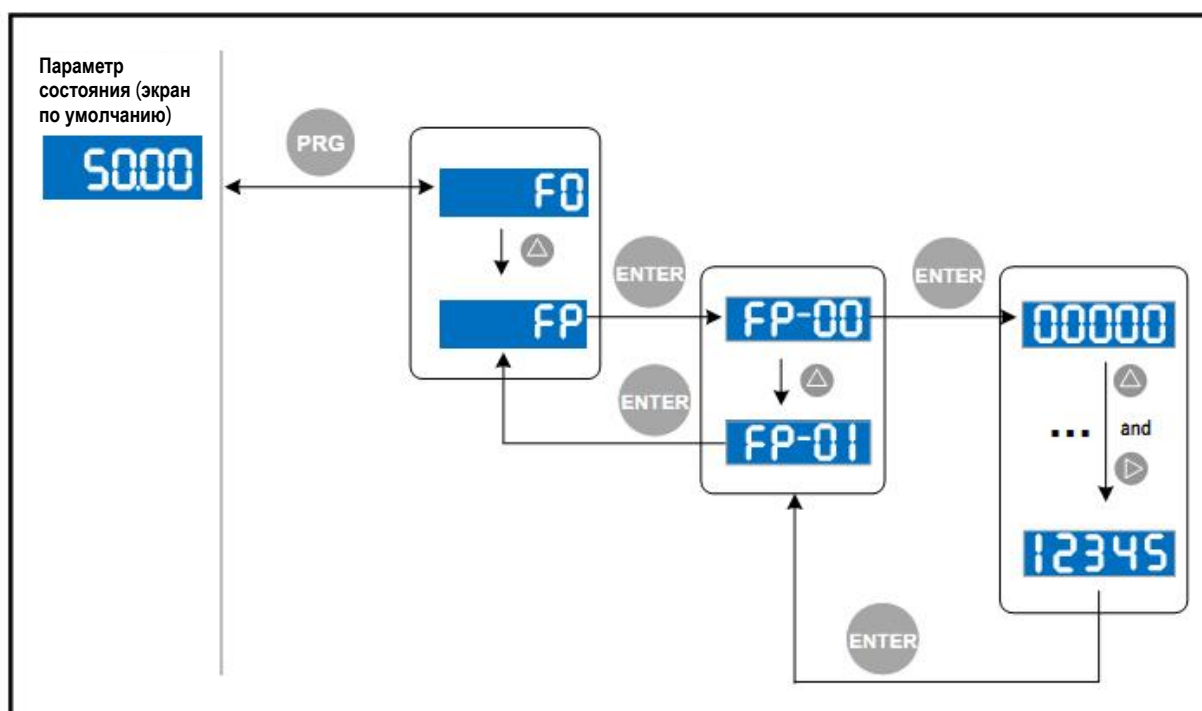 Параметр
состояния (экран
по умолчанию)
50.00
PRG
F0
FP
ENTER
ENTER
FP-00
FP-01
ENTER
00000
... and
12345
ENTER